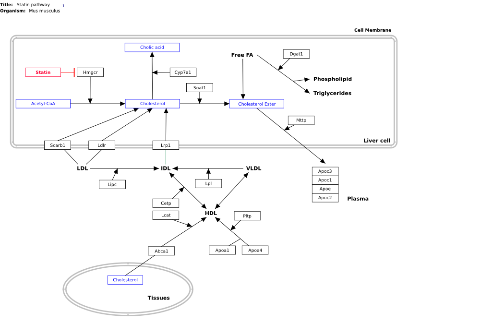 Title: Statin pathway
Organism: Mus musculus
Cell Membrane
Cholic acid
Free FA
Dgat1
Statin
Hmgcr
Cyp7a1
Phospholipid
Soat1
Triglycerides
Acetyl CoA
Cholesterol
Cholesterol Ester
Mttp
Liver cell
Scarb1
Ldlr
Lrp1
LDL
IDL
VLDL
Apoc3
Apoc1
Apoe
Apoc2
Lipc
Lpl
Plasma
Cetp
Lcat
HDL
Pltp
Abca1
Apoa1
Apoa4
Cholesterol
Tissues